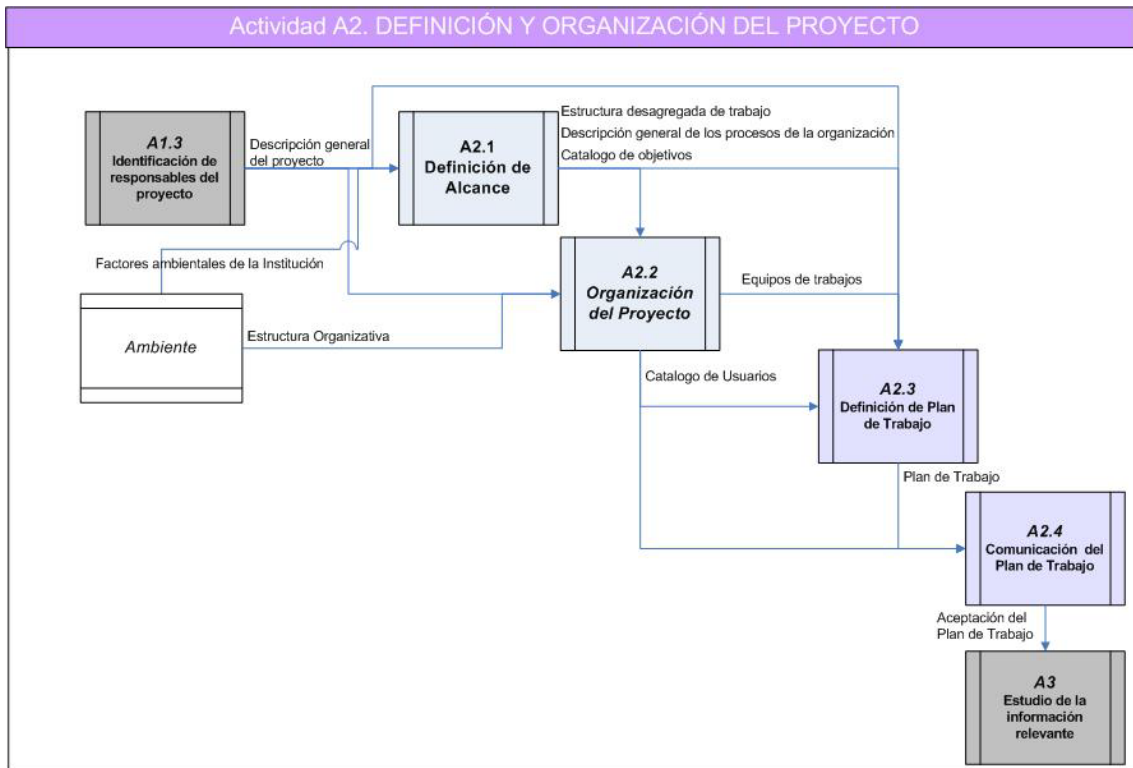 Actividad A2. DEFINICIÓN Y ORGANIZACIÓN DEL PROYECTO
A1.3
Identificación de
responsables del
proyecto
Descripción general
del proyecto
A2.1
Definición de
Alcance
Estructura desagregada de trabajo
Descripción general de los procesos de la organización
Catalogo de objetivos
Factores ambientales de la Institución
Ambiente
Estructura Organizativa
A2.2
Organización
del Proyecto
Equipos de trabajos
Catalogo de Usuarios
A2.3
Definición de Plan
de Trabajo
Plan de Trabajo
A2.4
Comunicación del
Plan de Trabajo
Aceptación del
Plan de Trabajo
A3
Estudio de la
información
relevante